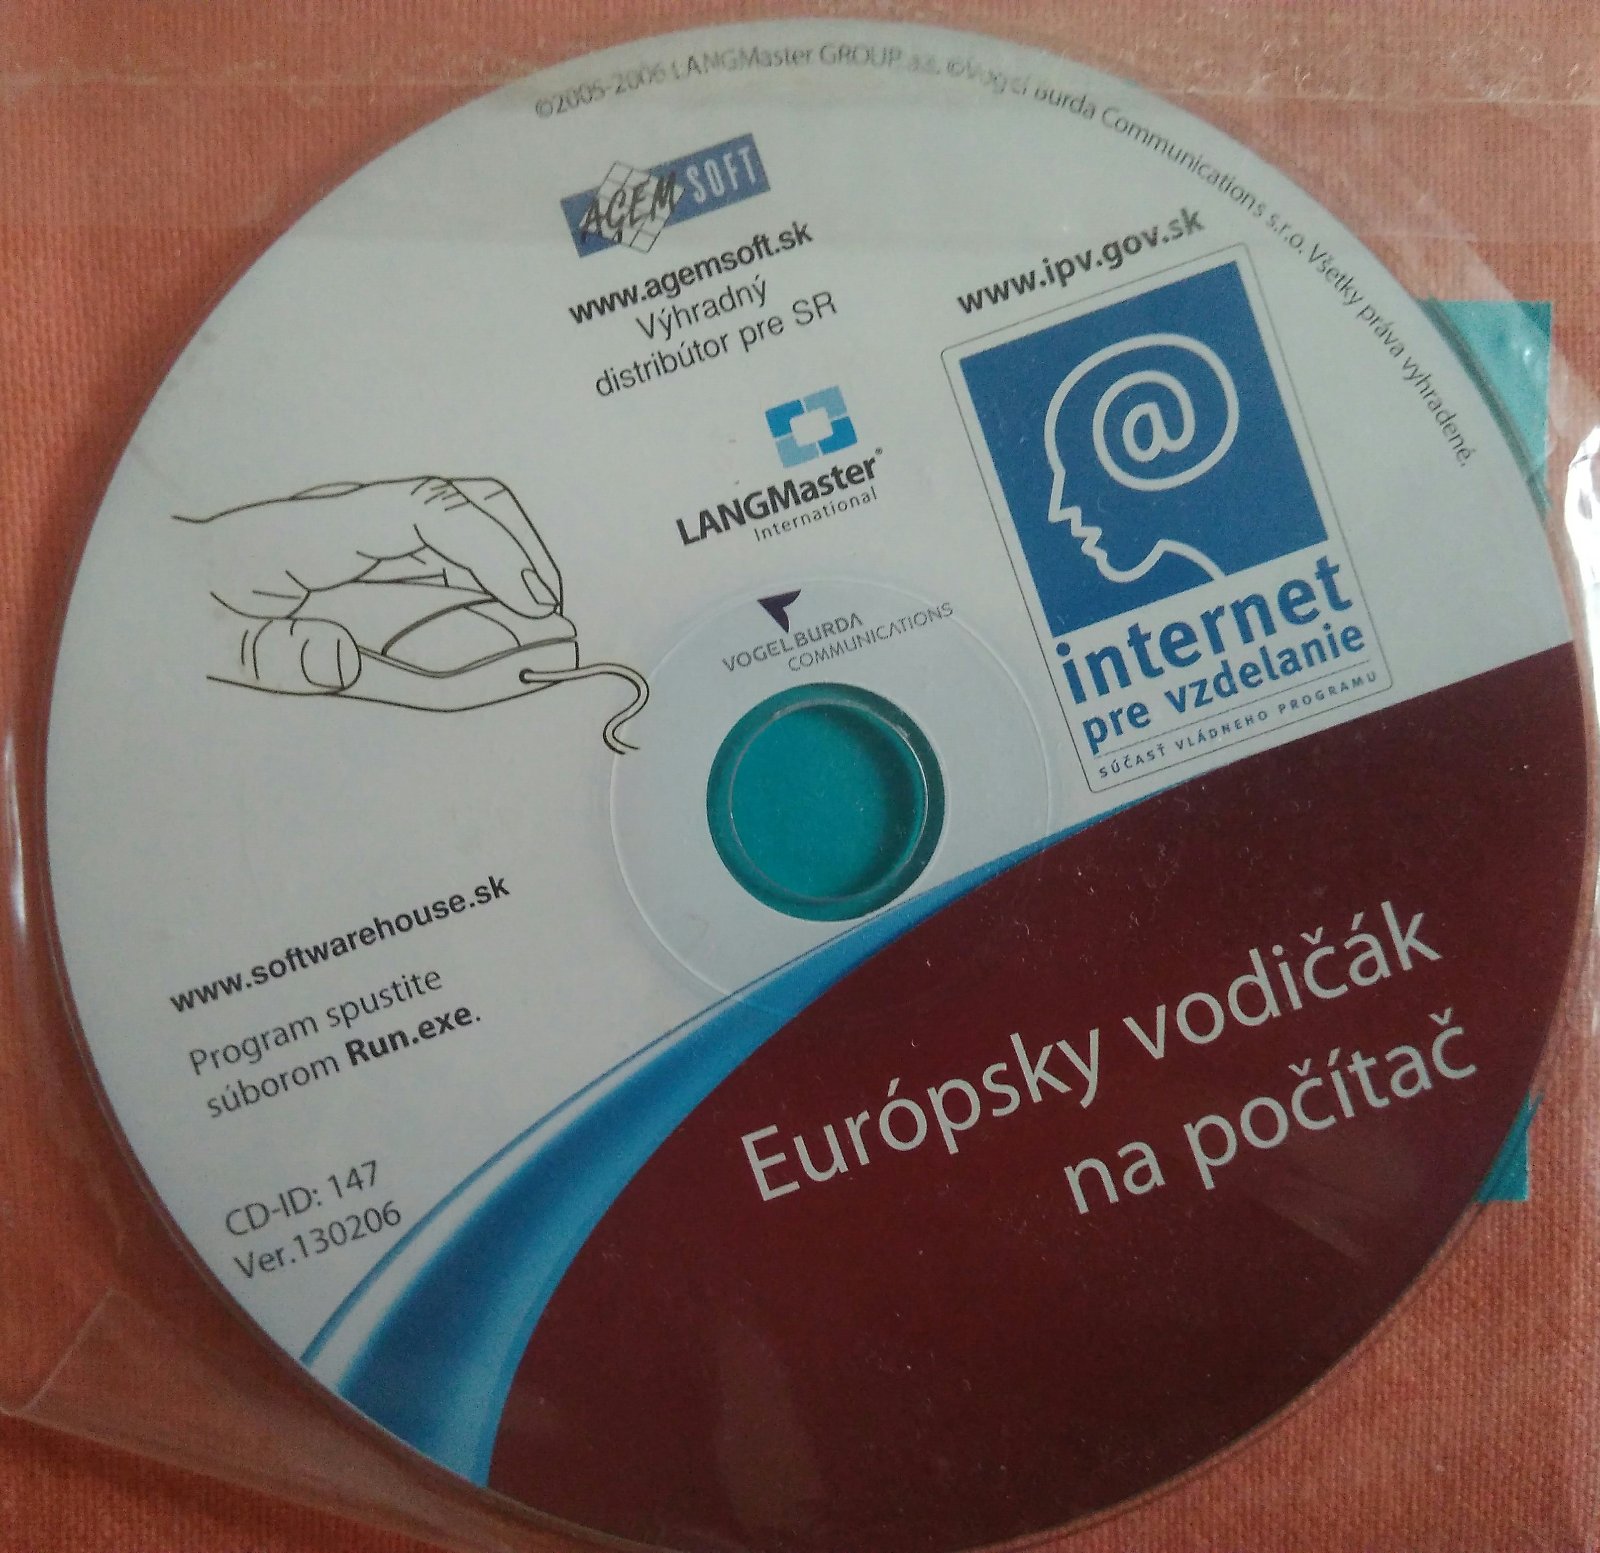 ©2005-2006 LANGMaster GROUP a.s. ©Vogel Burda Communications s.r.o. Všetky práva vyhradené.
AGEM SOFT
www.agemsoft.sk
Výhradný
distribútor pre SR
www.ipv.gov.sk
@
internet
pre vzdelanie
SÚČASŤ VLÁDNEHO PROGRAMU
LANGMaster®
International
VOGEL BURDA
COMMUNICATIONS
www.softwarehouse.sk
Program spustite
súborom Run.exe.
CD-ID: 147
Ver.130206
Európsky vodičák
na počítač